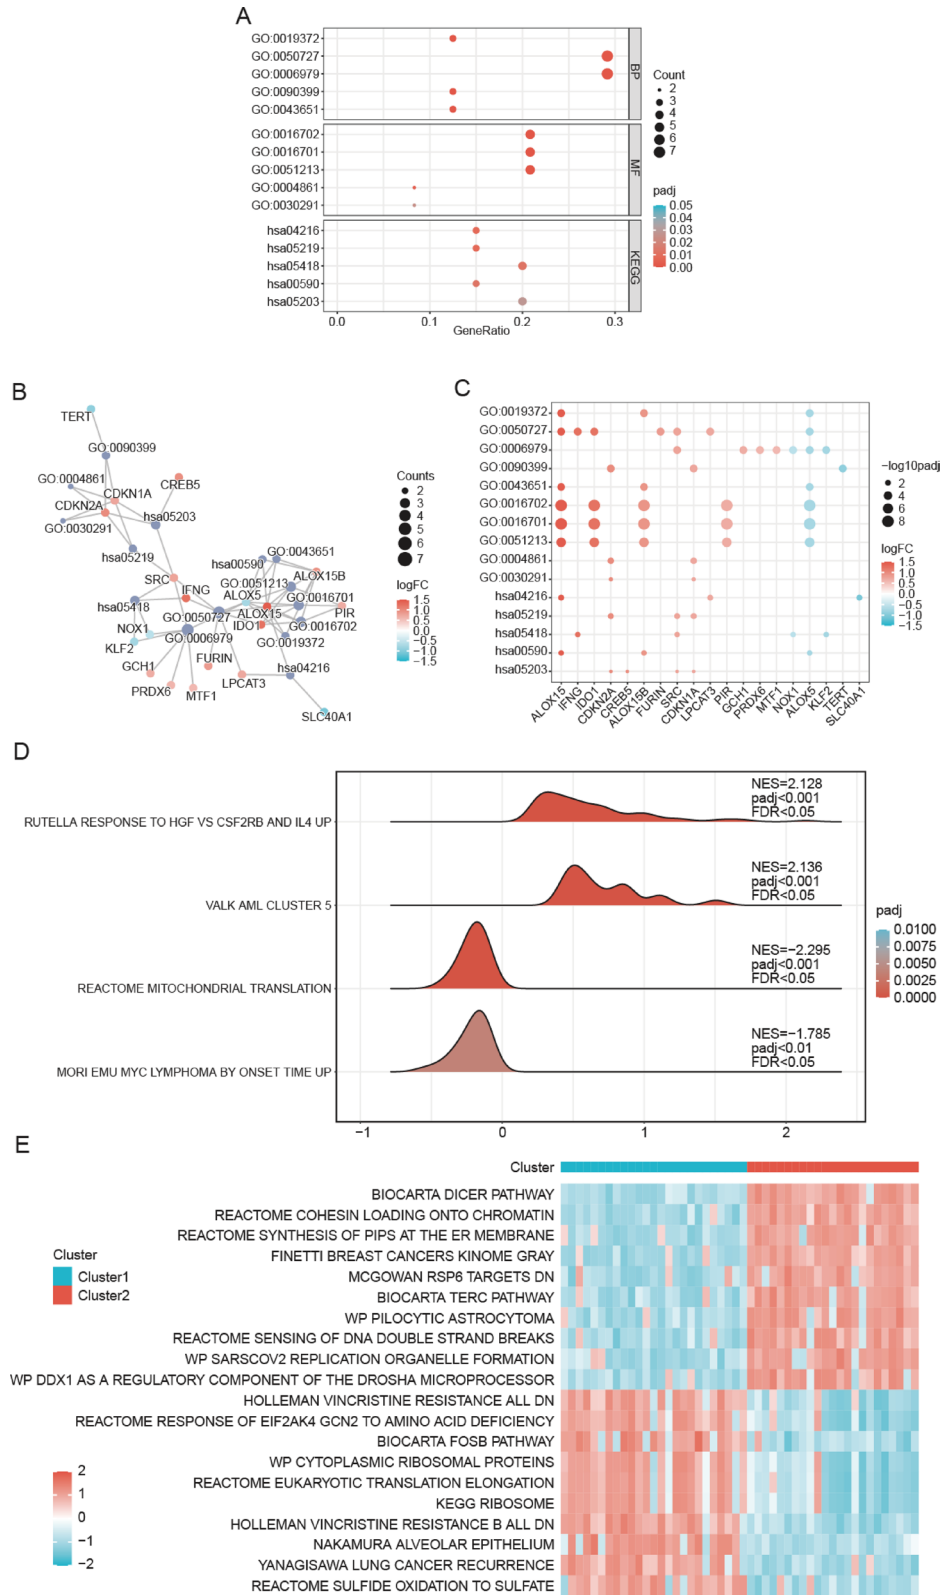 A
GO:0019372
GO:0050727
GO:0006979
GO:0090399
GO:0043651
BP
GO:0016702
GO:0016701
GO:0051213
GO:0004861
GO:0030291
MF
hsa04216
hsa05219
hsa05418
hsa00590
hsa05203
KEGG
0.0 0.1 0.2 0.3
GeneRatio
Count
2
3
4
5
6
7
padj
0.05
0.04
0.03
0.02
0.01
0.00
B
TERT
GO:0090399
GO:0004861
CDKN1A
CREB5
CDKN2A
hsa05203
GO:0030291
hsa05219
GO:0043651
hsa00590
SRC
GO:0051213
ALOX15B
IFNG
ALOX5
GO:0016701
hsa05418
GO:0050727
ALOX15
PIR
NOX1
IDO1
GO:0016702
GO:0006979
KLF2
GO:0019372
GCH1
FURIN
hsa04216
PRDX6
MTF1
LPCAT3
SLC40A1
Counts
2
3
4
5
6
7
logFC
1.5
1.0
0.5
0.0
−0.5
−1.0
−1.5
C
GO:0019372
GO:0050727
GO:0006979
GO:0090399
GO:0043651
GO:0016702
GO:0016701
GO:0051213
GO:0004861
GO:0030291
hsa04216
hsa05219
hsa05418
hsa00590
hsa05203
ALOX15 IFNG IDO1 CDKN2A CREB5 ALOX15B FURIN SRC CDKN1A LPCAT3 PIR GCH1 PRDX6 MTF1 NOX1 ALOX5 KLF2 TERT SLC40A1
−log10padj
2
4
6
8
logFC
1.5
1.0
0.5
0.0
−0.5
−1.0
−1.5
D
RUTELLA RESPONSE TO HGF VS CSF2RB AND IL4 UP
NES=2.128
padj<0.001
FDR<0.05
VALK AML CLUSTER 5
NES=2.136
padj<0.001
FDR<0.05
REACTOME MITOCHONDRIAL TRANSLATION
NES=−2.295
padj<0.001
FDR<0.05
MORI EMU MYC LYMPHOMA BY ONSET TIME UP
NES=−1.785
padj<0.01
FDR<0.05
−1 0 1 2
padj
0.0100
0.0075
0.0050
0.0025
0.0000
E
Cluster
BIOCARTA DICER PATHWAY
REACTOME COHESIN LOADING ONTO CHROMATIN
REACTOME SYNTHESIS OF PIPS AT THE ER MEMBRANE
FINETTI BREAST CANCERS KINOME GRAY
MCGOWAN RSP6 TARGETS DN
BIOCARTA TERC PATHWAY
WP PILOCYTIC ASTROCYTOMA
REACTOME SENSING OF DNA DOUBLE STRAND BREAKS
WP SARSCOV2 REPLICATION ORGANELLE FORMATION
WP DDX1 AS A REGULATORY COMPONENT OF THE DROSHA MICROPROCESSOR
HOLLEMAN VINCRISTINE RESISTANCE ALL DN
REACTOME RESPONSE OF EIF2AK4 GCN2 TO AMINO ACID DEFICIENCY
BIOCARTA FOSB PATHWAY
WP CYTOPLASMIC RIBOSOMAL PROTEINS
REACTOME EUKARYOTIC TRANSLATION ELONGATION
KEGG RIBOSOME
HOLLEMAN VINCRISTINE RESISTANCE B ALL DN
NAKAMURA ALVEOLAR EPITHELIUM
YANAGISAWA LUNG CANCER RECURRENCE
REACTOME SULFIDE OXIDATION TO SULFATE
Cluster
Cluster1
Cluster2
2
1
0
−1
−2